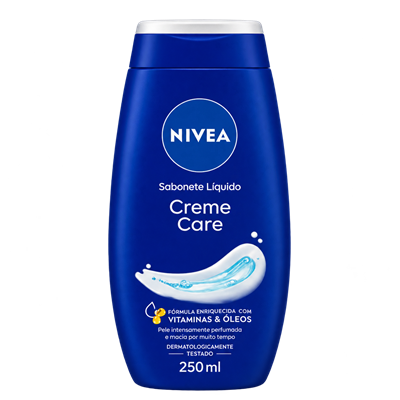 NIVEA
Sabonete Líquido
Creme
Care
FÓRMULA ENRIQUECIDA COM
VITAMINAS & ÓLEOS
Pele intensamente perfumada
e macia por muito tempo
DERMATOLOGICAMENTE
TESTADO
250ml